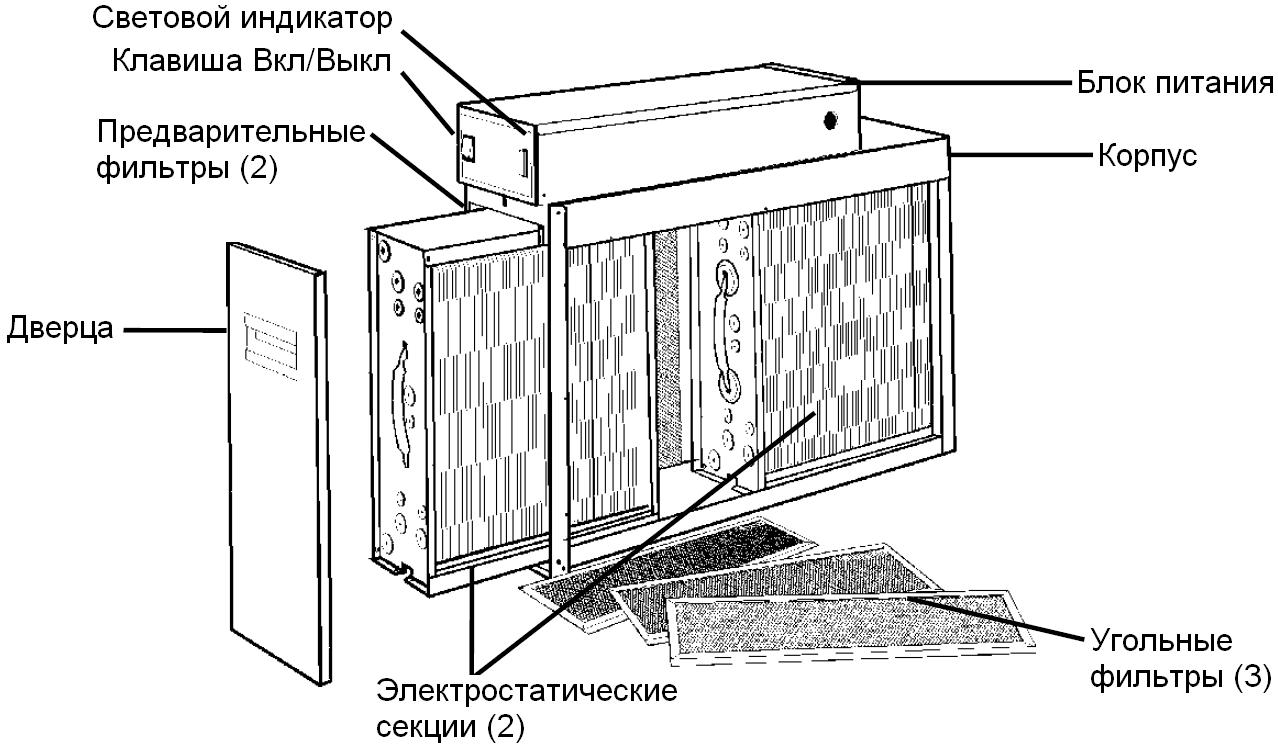 Световой индикатор
Клавиша Вкл/Выкл
Блок питания
Предварительные
фильтры (2)
Корпус
Дверца
Угольные
фильтры (3)
Электростатические
секции (2)